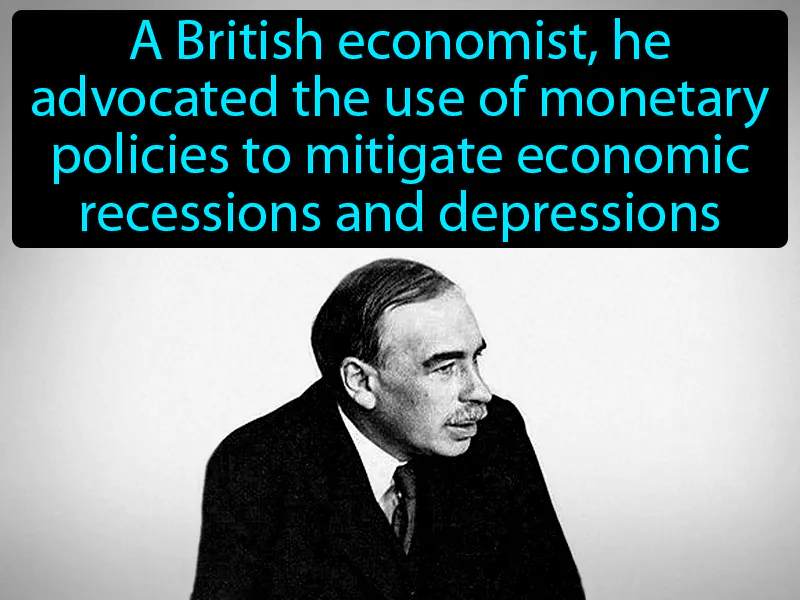 A British economist, he
advocated the use of monetary
policies to mitigate economic
recessions and depressions